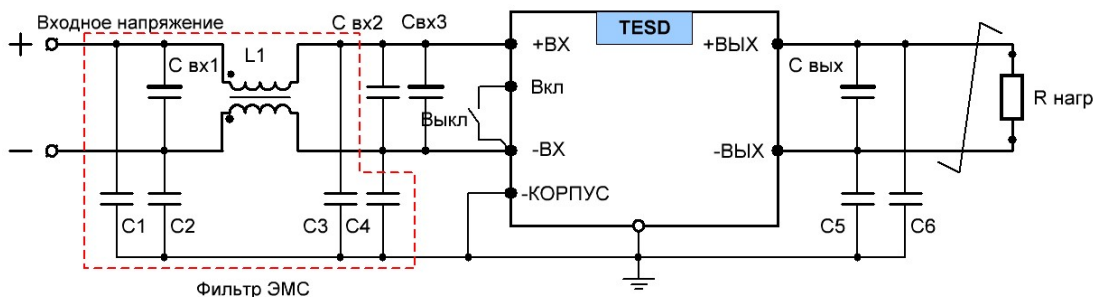 Входное напряжение
С вх2
Свх3
TESD
+
L1
+ВХ
+ВЫХ
С вх1
С вых
Вкл
R нагр
Выкл
–
-ВХ
-ВЫХ
-КОРПУС
C1
C2
C3
C4
C5
C6
Фильтр ЭМС